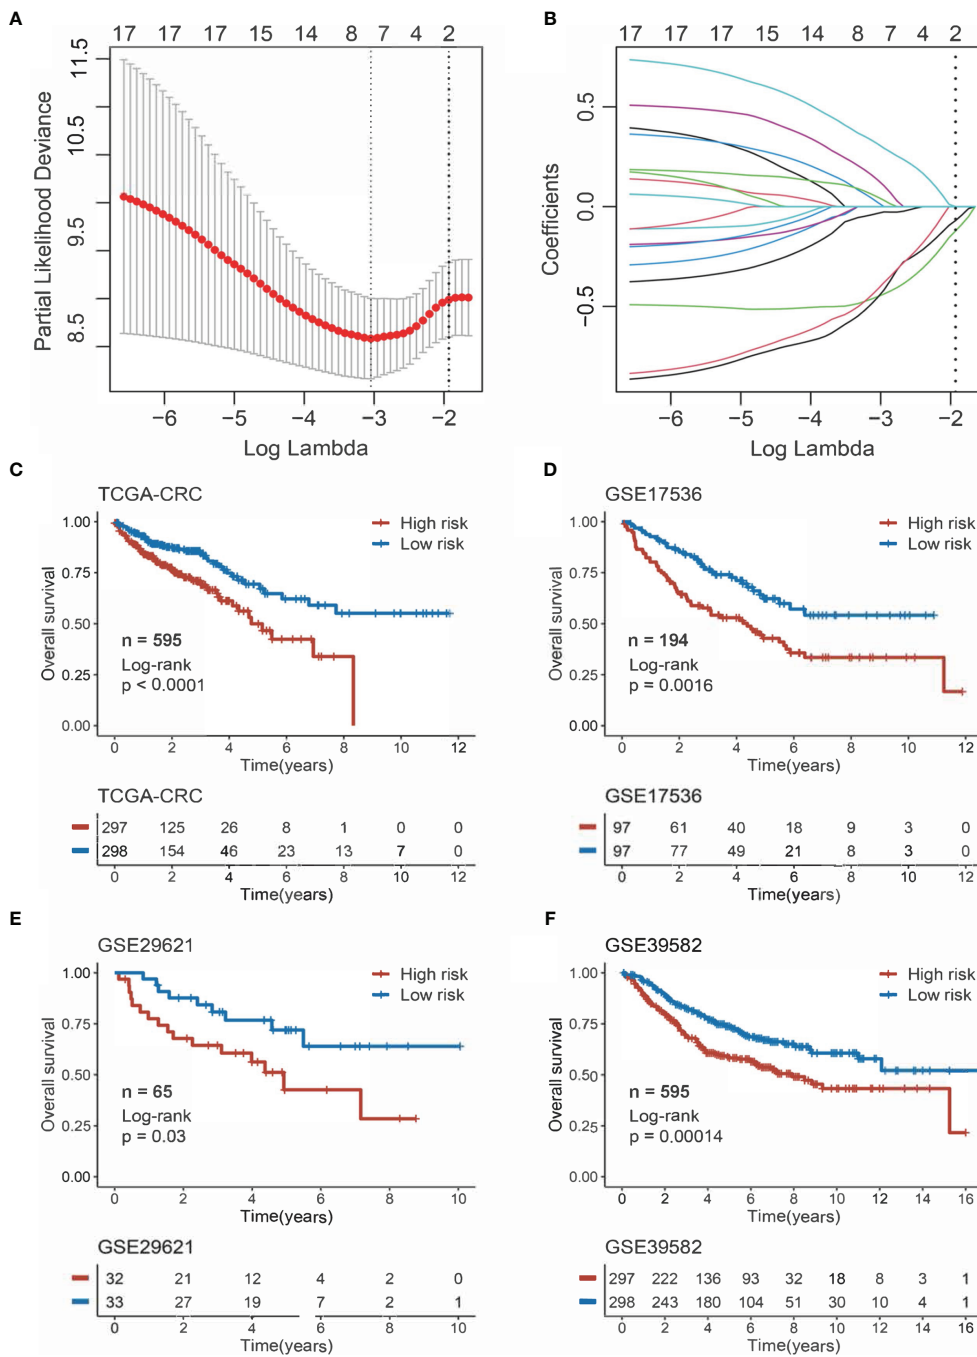 A
17 17 17 15 14 8 7 4 2
11.5
10.5
9.5
8.5
Partial Likelihood Deviance
−6 −5 −4 −3 −2
Log Lambda
B
17 17 17 15 14 8 7 4 2
0.5
0.0
−0.5
Coefficients
−6 −5 −4 −3 −2
Log Lambda
C
TCGA-CRC
1.00
0.75
0.50
0.25
0.00
Overall survival
High risk
Low risk
n = 595
Log-rank
p < 0.0001
0 2 4 6 8 10 12
Time(years)
TCGA-CRC
297 125 26 8 1 0 0
298 154 46 23 13 7 0
0 2 4 6 8 10 12
Time(years)
D
GSE17536
1.00
0.75
0.50
0.25
0.00
Overall survival
High risk
Low risk
n = 194
Log-rank
p = 0.0016
0 2 4 6 8 10 12
Time(years)
GSE17536
97 61 40 18 9 3 0
97 77 49 21 8 3 0
0 2 4 6 8 10 12
Time(years)
E
GSE29621
1.00
0.75
0.50
0.25
0.00
Overall survival
High risk
Low risk
n = 65
Log-rank
p = 0.03
0 2 4 6 8 10
Time(years)
GSE29621
32 21 12 4 2 0
33 27 19 7 2 1
0 2 4 6 8 10
Time(years)
F
GSE39582
1.00
0.75
0.50
0.25
0.00
Overall survival
High risk
Low risk
n = 595
Log-rank
p = 0.00014
0 2 4 6 8 10 12 14 16
Time(years)
GSE39582
297 222 136 93 32 18 8 3 1
298 243 180 104 51 30 10 4 1
0 2 4 6 8 10 12 14 16
Time(years)